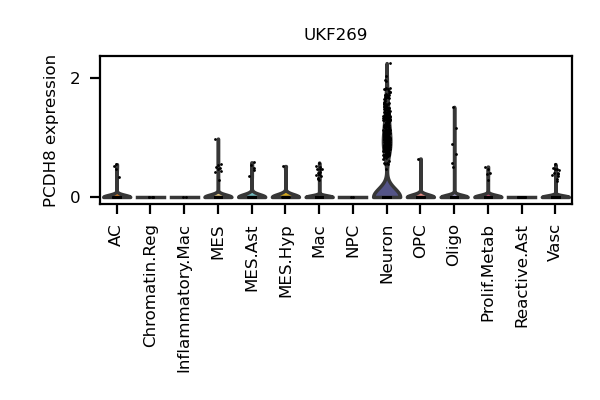 UKF269
PCDH8 expression
2
0
AC
Chromatin.Reg
Inflammatory.Mac
MES
MES.Ast
MES.Hyp
Mac
NPC
Neuron
OPC
Oligo
Prolif.Metab
Reactive.Ast
Vasc